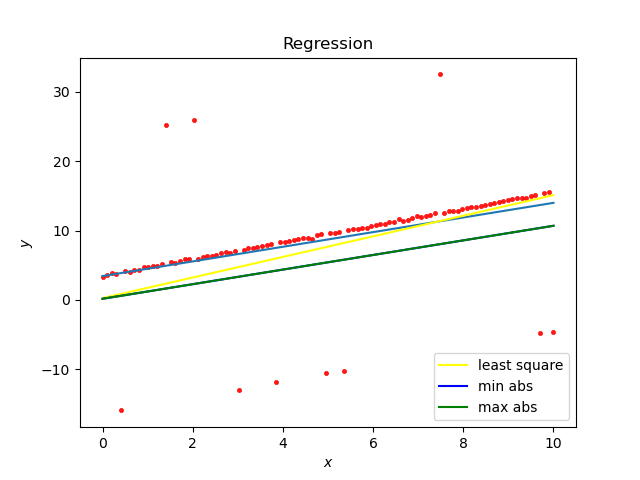 Regression
y
30
20
10
0
−10
0 2 4 6 8 10
x
least square
min abs
max abs